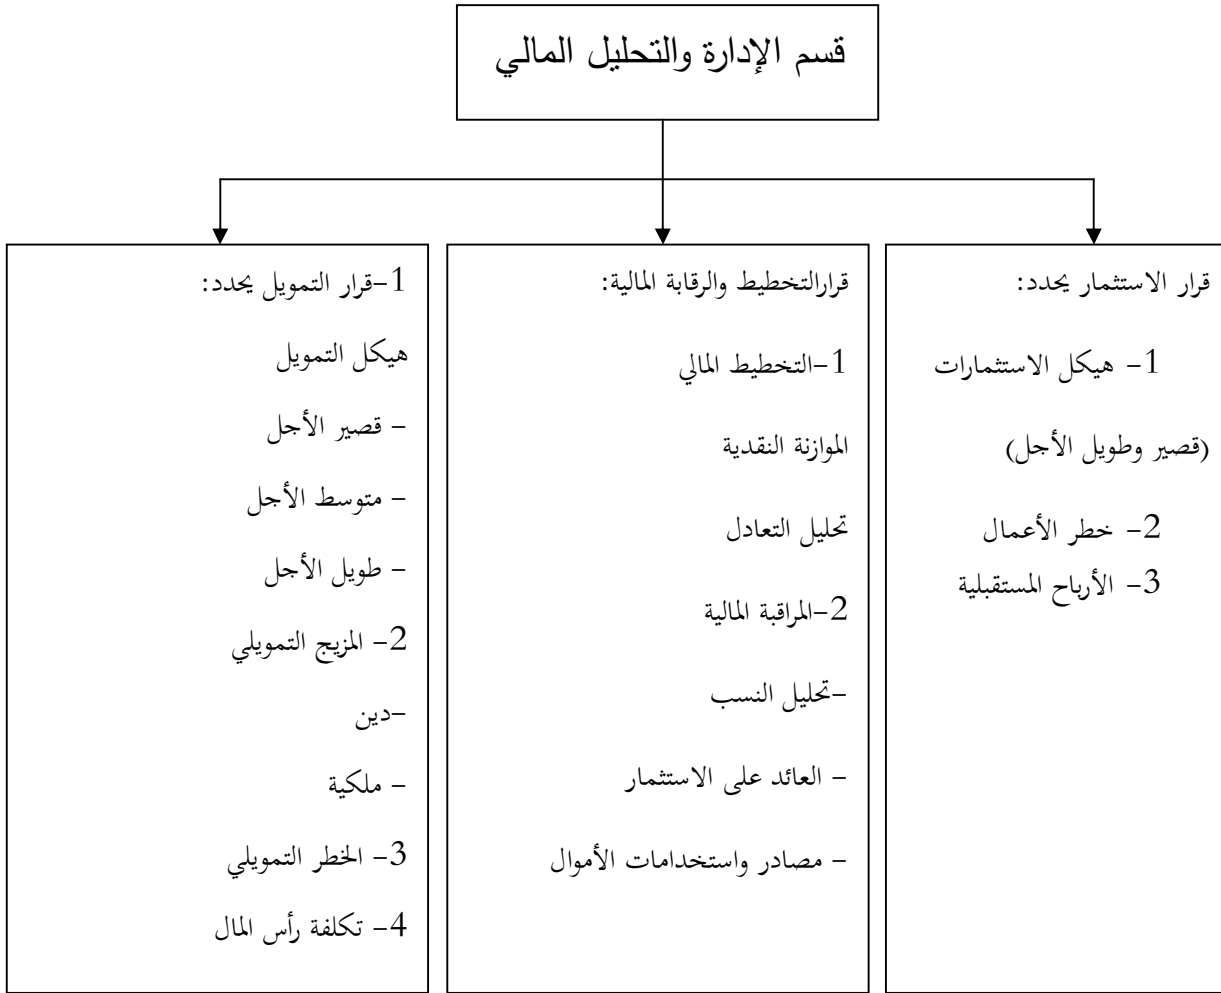 قسم الإدارة والتحليل المالي
قرار الاستثمار يحدد:
1- هيكل الاستثمارات
(قصير وطويل الأجل)
2- خطر الأعمال
3- الأرباح المستقبلية
قرارالتخطيط والرقابة المالية:
1-التخطيط المالي
الموازنة النقدية
تحليل التعادل
2-المراقبة المالية
-تحليل النسب
- العائد على الاستثمار
- مصادر واستخدامات الأموال
1-قرار التمويل يحدد:
هيكل التمويل
- قصير الأجل
- متوسط الأجل
- طويل الأجل
2- المزيج التمويلي
-دين
- ملكية
3- الخطر التمويلي
4- تكلفة رأس المال